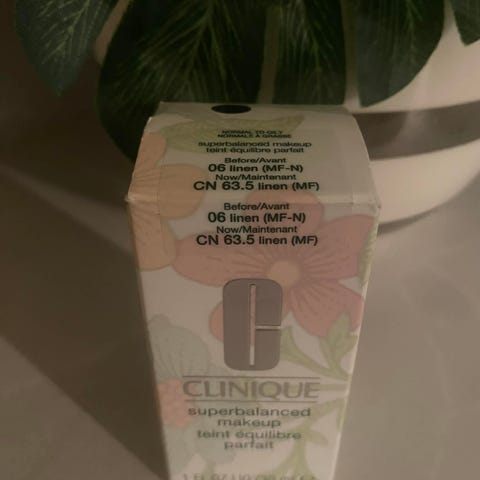 NORMAL TO OILY
NORMALE À GRASSE
superbalanced makeup
teint équilibre parfait
Before/Avant
06 linen (MF-N)
Now/Maintenant
CN 63.5 linen (MF)
Before/Avant
06 linen (MF-N)
Now/Maintenant
CN 63.5 linen (MF)
CLINIQUE
superbalanced
makeup
teint équilibre
parfait